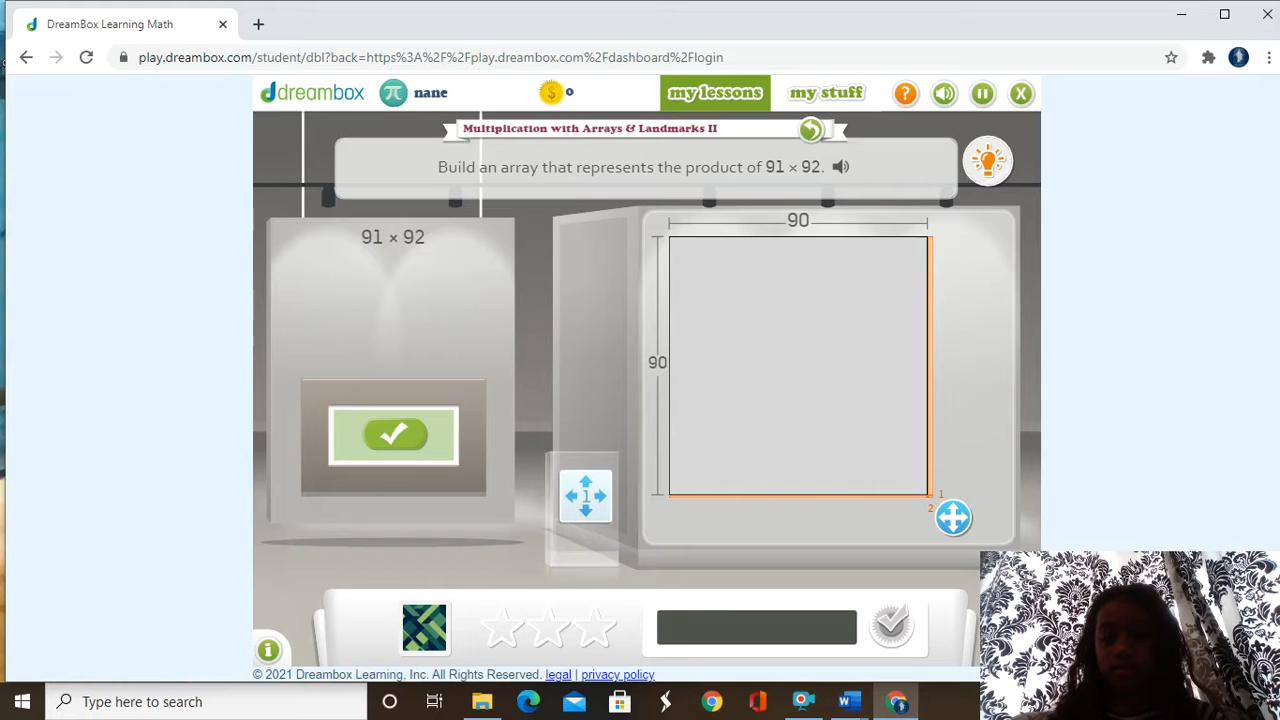 DreamBox Learning Math
play.dreambox.com/student/dbl?back=https%3A%2F%2Fplay.dreambox.com%2Fdashboard%2Flogin
dreambox
π nane
$ 0
my lessons
my stuff
?
X
Multiplication with Arrays & Landmarks II
Build an array that represents the product of 91 × 92.
91 × 92
90
90
1
1
2
i
© 2021 Dreambox Learning, Inc. All Rights Reserved. legal | privacy policy
Type here to search